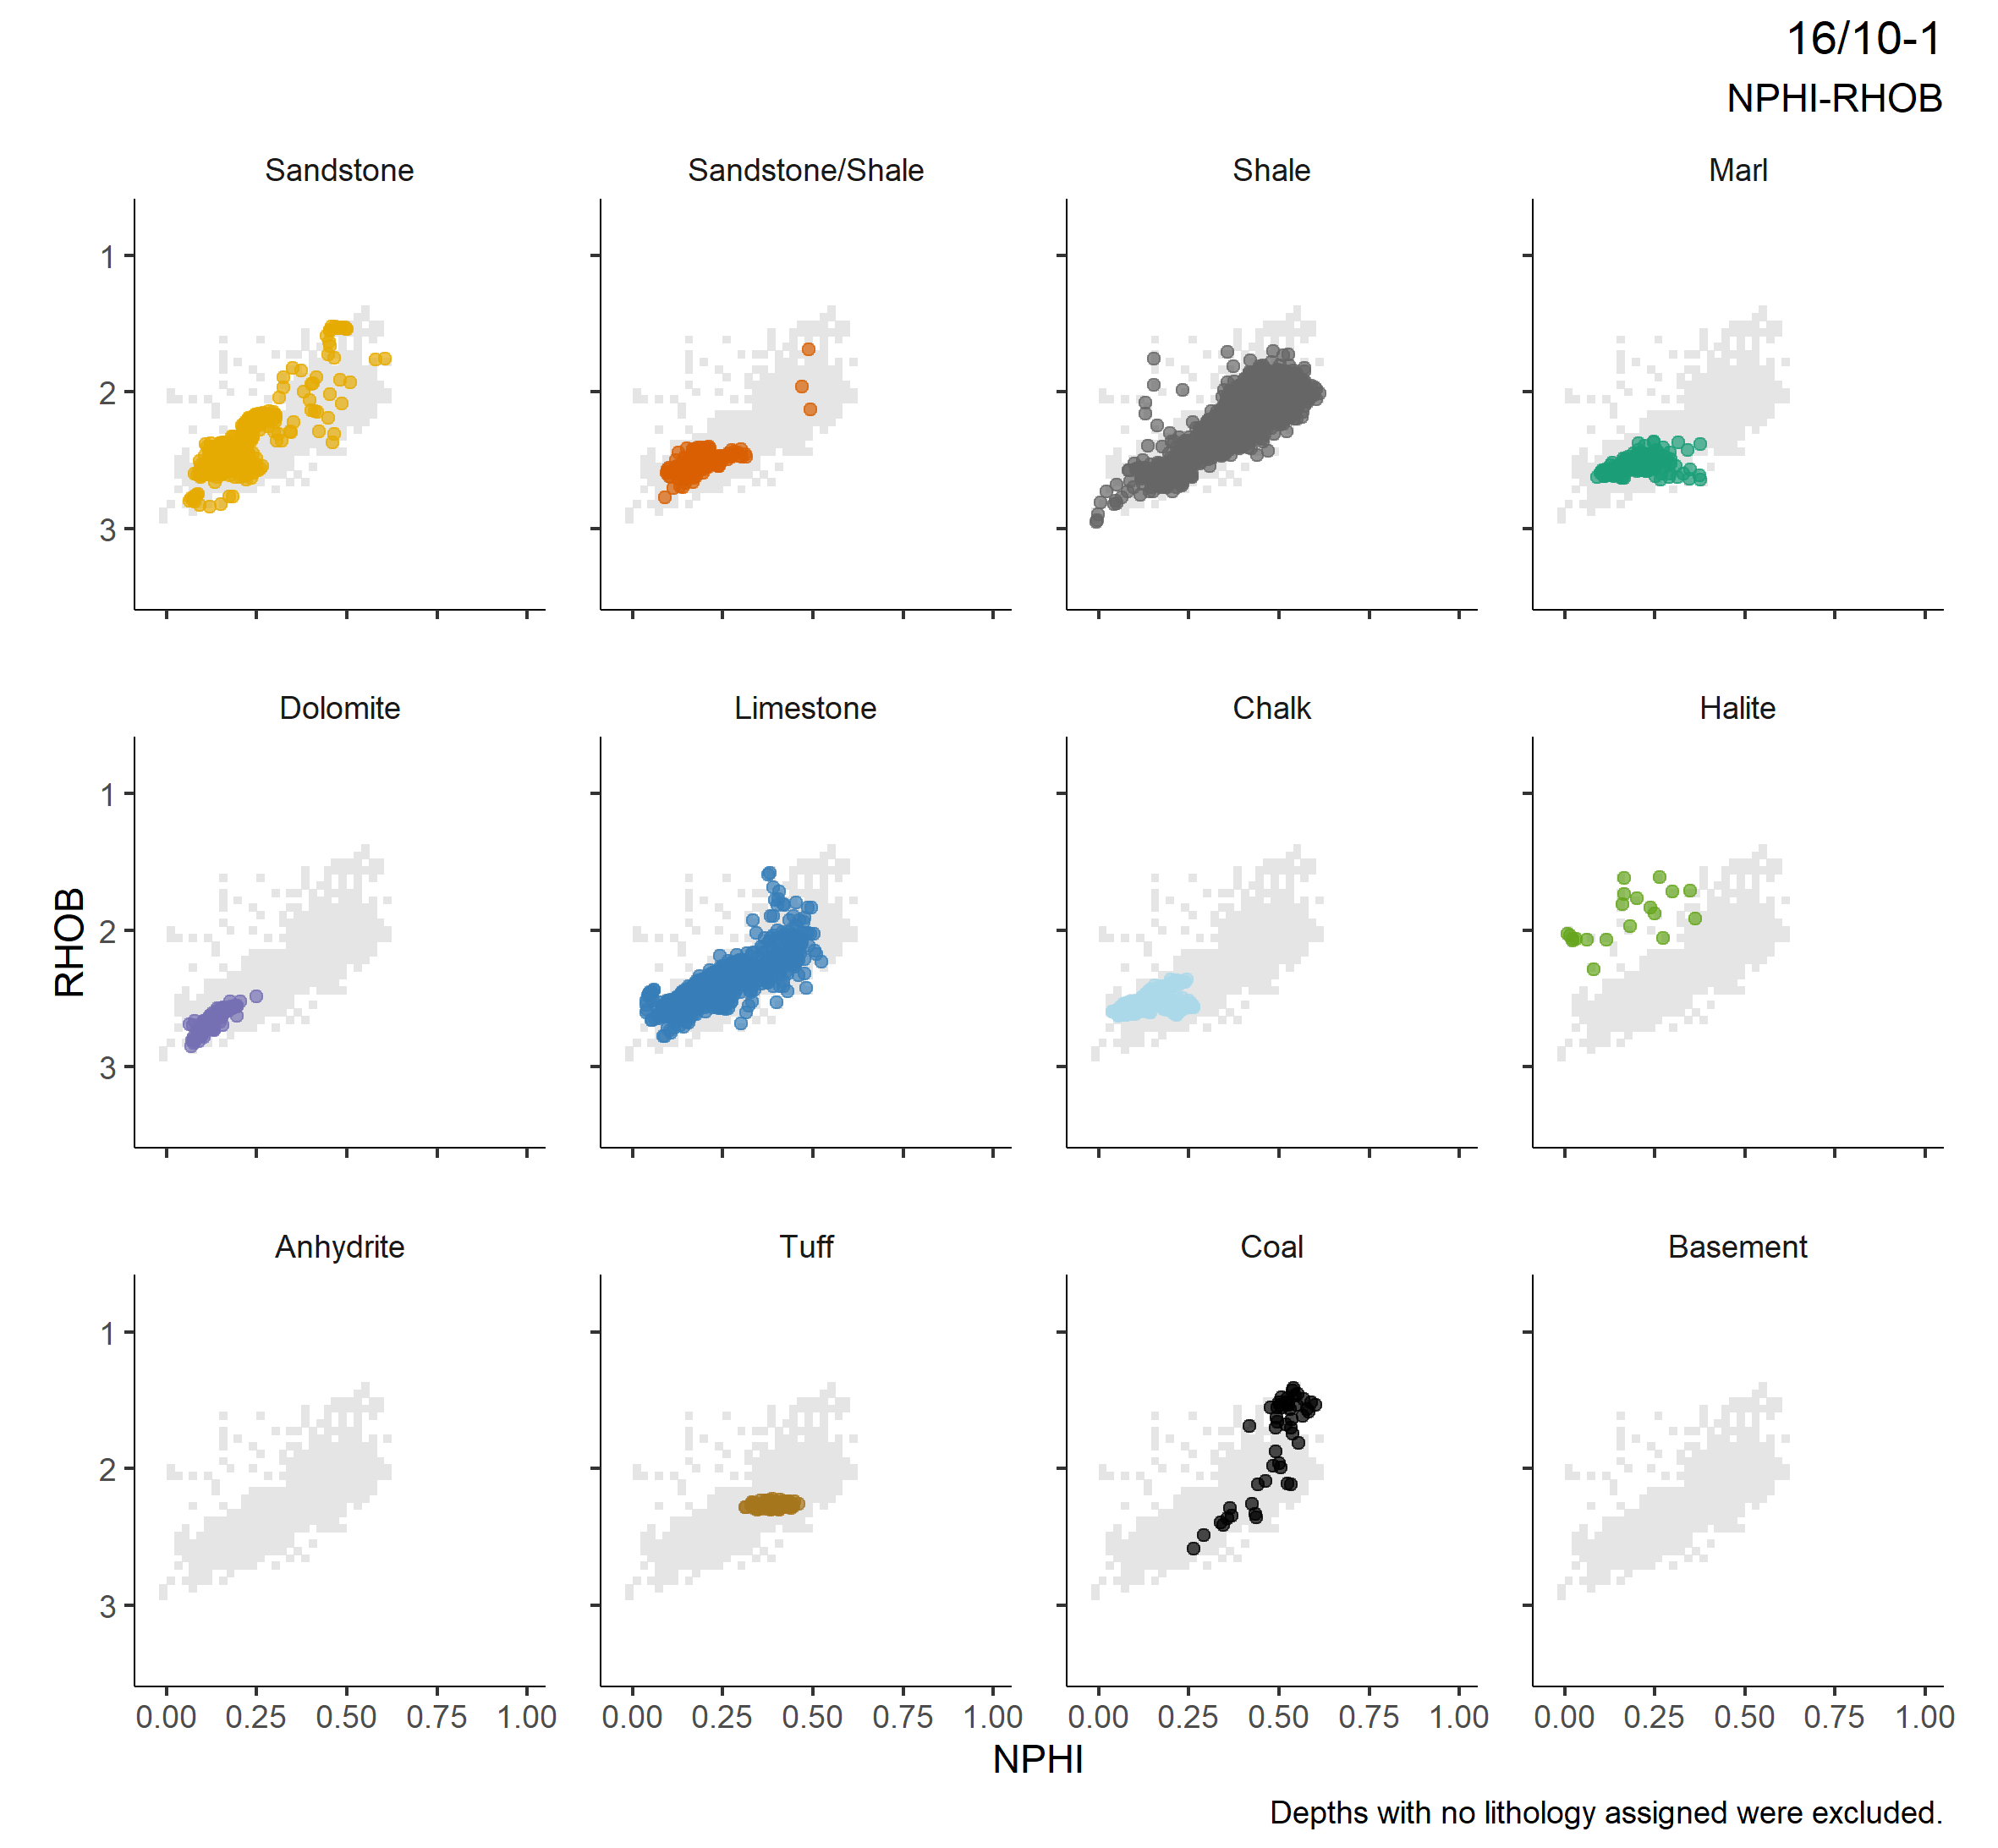 16/10-1
NPHI-RHOB
Sandstone Sandstone/Shale Shale Marl
1
2
3
Dolomite Limestone Chalk Halite
1
2
3
RHOB
Anhydrite Tuff Coal Basement
1
2
3
0.00 0.25 0.50 0.75 1.00 0.00 0.25 0.50 0.75 1.00 0.00 0.25 0.50 0.75 1.00 0.00 0.25 0.50 0.75 1.00
NPHI
Depths with no lithology assigned were excluded.